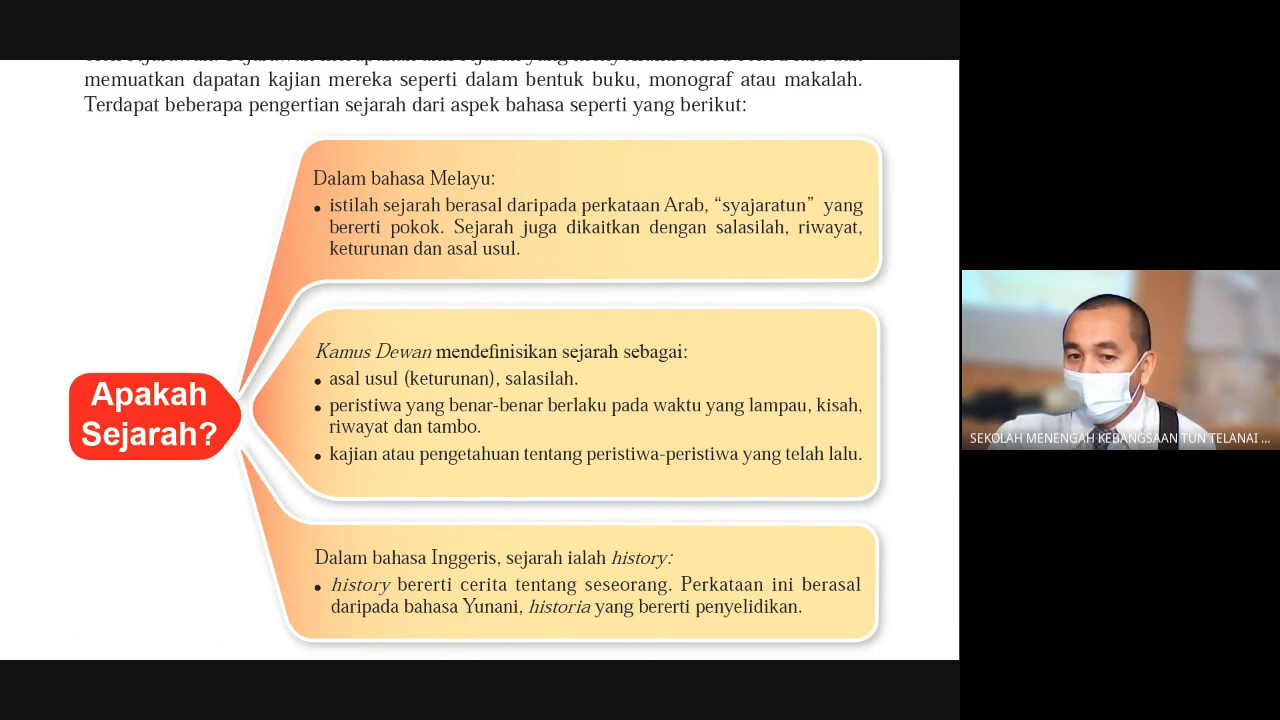 memuatkan dapatan kajian mereka seperti dalam bentuk buku, monograf atau makalah.
Terdapat beberapa pengertian sejarah dari aspek bahasa seperti yang berikut:
Dalam bahasa Melayu:
• istilah sejarah berasal daripada perkataan Arab, “syajaratun” yang
bererti pokok. Sejarah juga dikaitkan dengan salasilah, riwayat,
keturunan dan asal usul.
Kamus Dewan mendefinisikan sejarah sebagai:
• asal usul (keturunan), salasilah.
• peristiwa yang benar-benar berlaku pada waktu yang lampau, kisah,
riwayat dan tambo.
• kajian atau pengetahuan tentang peristiwa-peristiwa yang telah lalu.
Apakah
Sejarah?
Dalam bahasa Inggeris, sejarah ialah history:
• history bererti cerita tentang seseorang. Perkataan ini berasal
daripada bahasa Yunani, historia yang bererti penyelidikan.
SEKOLAH MENENGAH KEBANGSAAN TUN TELANAI ...